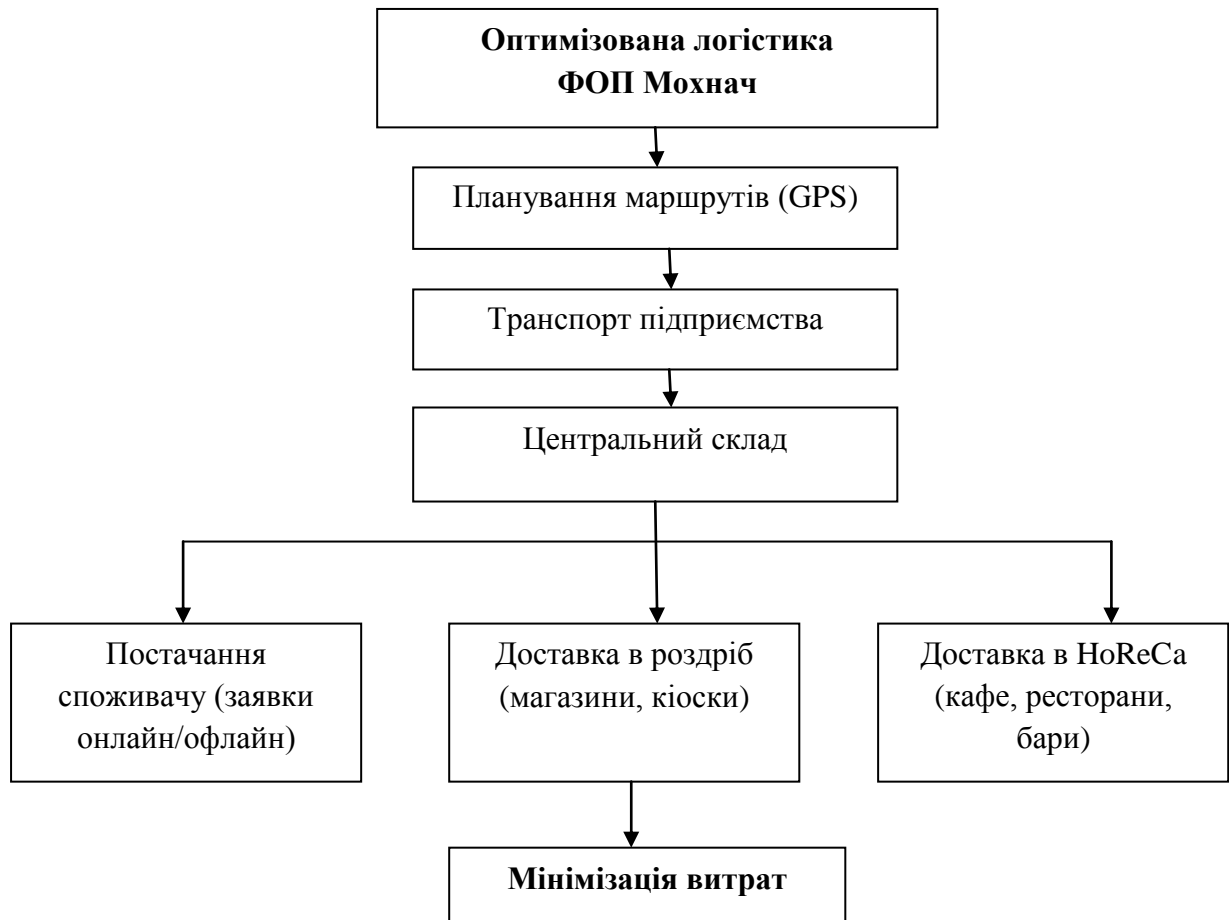 Оптимізована логістика
ФОП Мохнач
Планування маршрутів (GPS)
Транспорт підприємства
Центральний склад
Постачання
споживачу (заявки
онлайн/офлайн)
Доставка в роздріб
(магазини, кіоски)
Доставка в HoReCa
(кафе, ресторани,
бари)
Мінімізація витрат